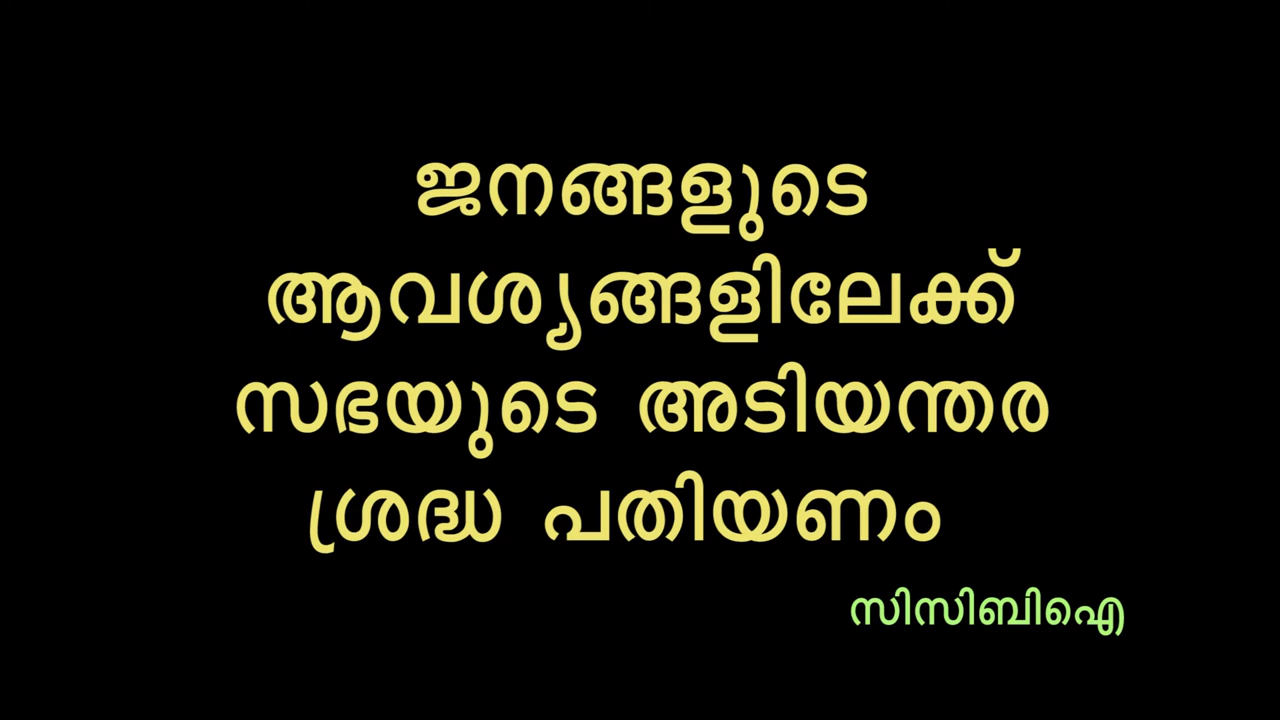 ജനങ്ങളുടെ
ആവശ്യങ്ങളിലേക്ക്
സഭയുടെ അടിയന്തര
ശ്രദ്ധ പതിയണം
സിസിബിഐ